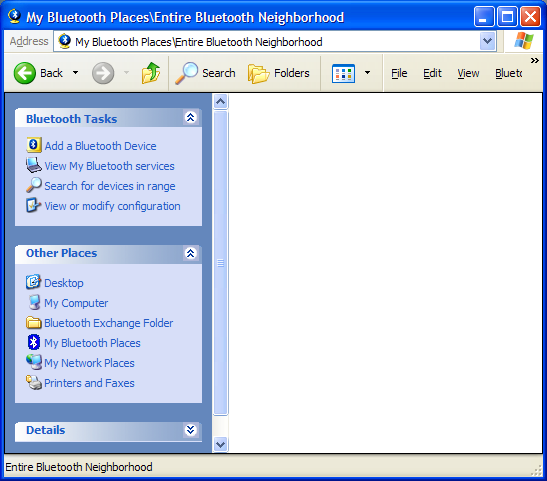 My Bluetooth Places\Entire Bluetooth Neighborhood
Address My Bluetooth Places\Entire Bluetooth Neighborhood
Back Search Folders File Edit View Bluet
Bluetooth Tasks
Add a Bluetooth Device
View My Bluetooth services
Search for devices in range
View or modify configuration
Other Places
Desktop
My Computer
Bluetooth Exchange Folder
My Bluetooth Places
My Network Places
Printers and Faxes
Details
Entire Bluetooth Neighborhood